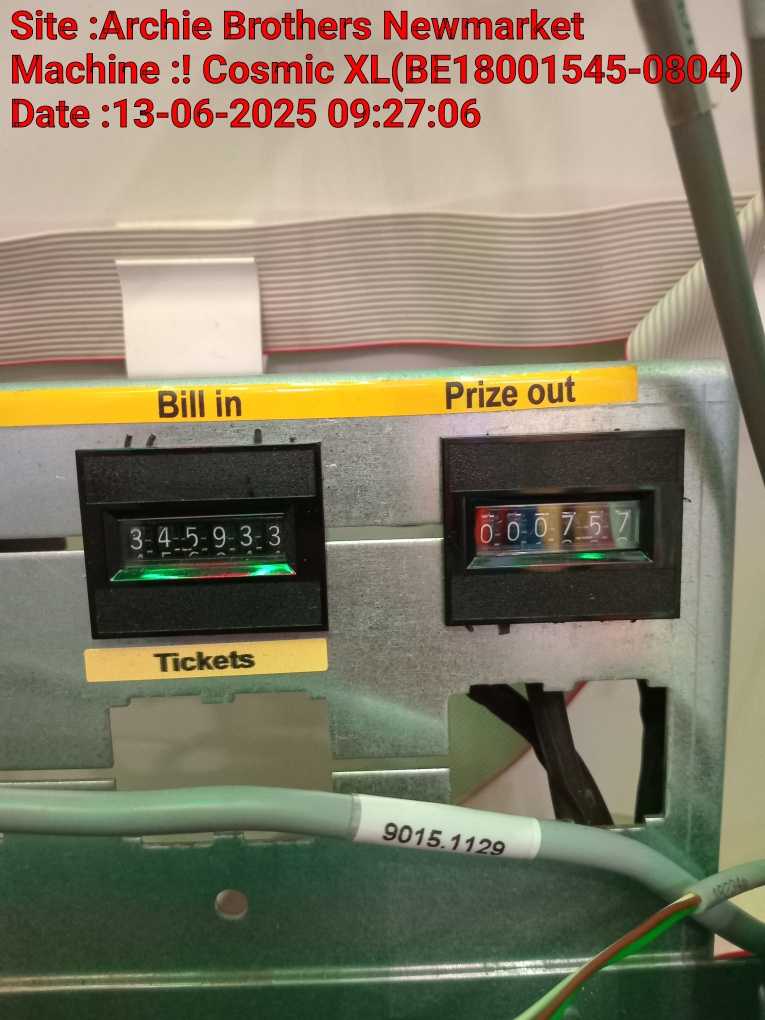 Site :Archie Brothers Newmarket
Machine :! Cosmic XL(BE18001545-0804)
Date :13-06-2025 09:27:06
Bill in
Prize out
345933
000757
Tickets
9015.1129